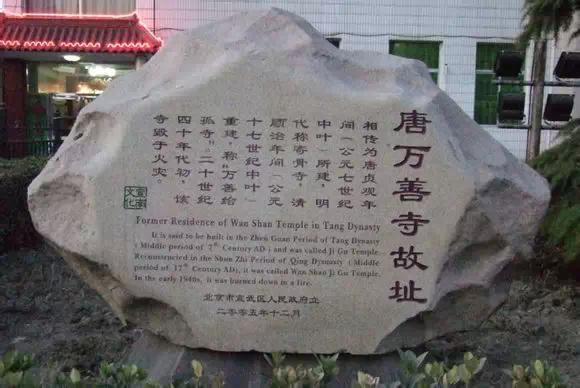 唐万善寺故址
相传为唐贞观年
间（公元七世纪
中叶）所建，明
代称寄骨寺，清
顺治年间（公元
十七世纪中叶）
重建，称“万善给
孤寺”。二十世纪
四十年代初，该
寺毁于火灾。
宣南
文化
Former Residence of Wan Shan Temple in Tang Dynasty
It is said to be built in the Zhen Guan Period of Tang Dynasty
( Middle period of 7th Century AD ) and was called Ji Gu Temple.
Reconstructed in the Shun Zhi Period of Qing Dynasty ( Middle
period of 17th Century AD), it was called Wan Shao Ji Gu Temple.
In the early 1940s, it was burned down in a fire.
北京市宣武区人民政府立
二〇〇五年十二月